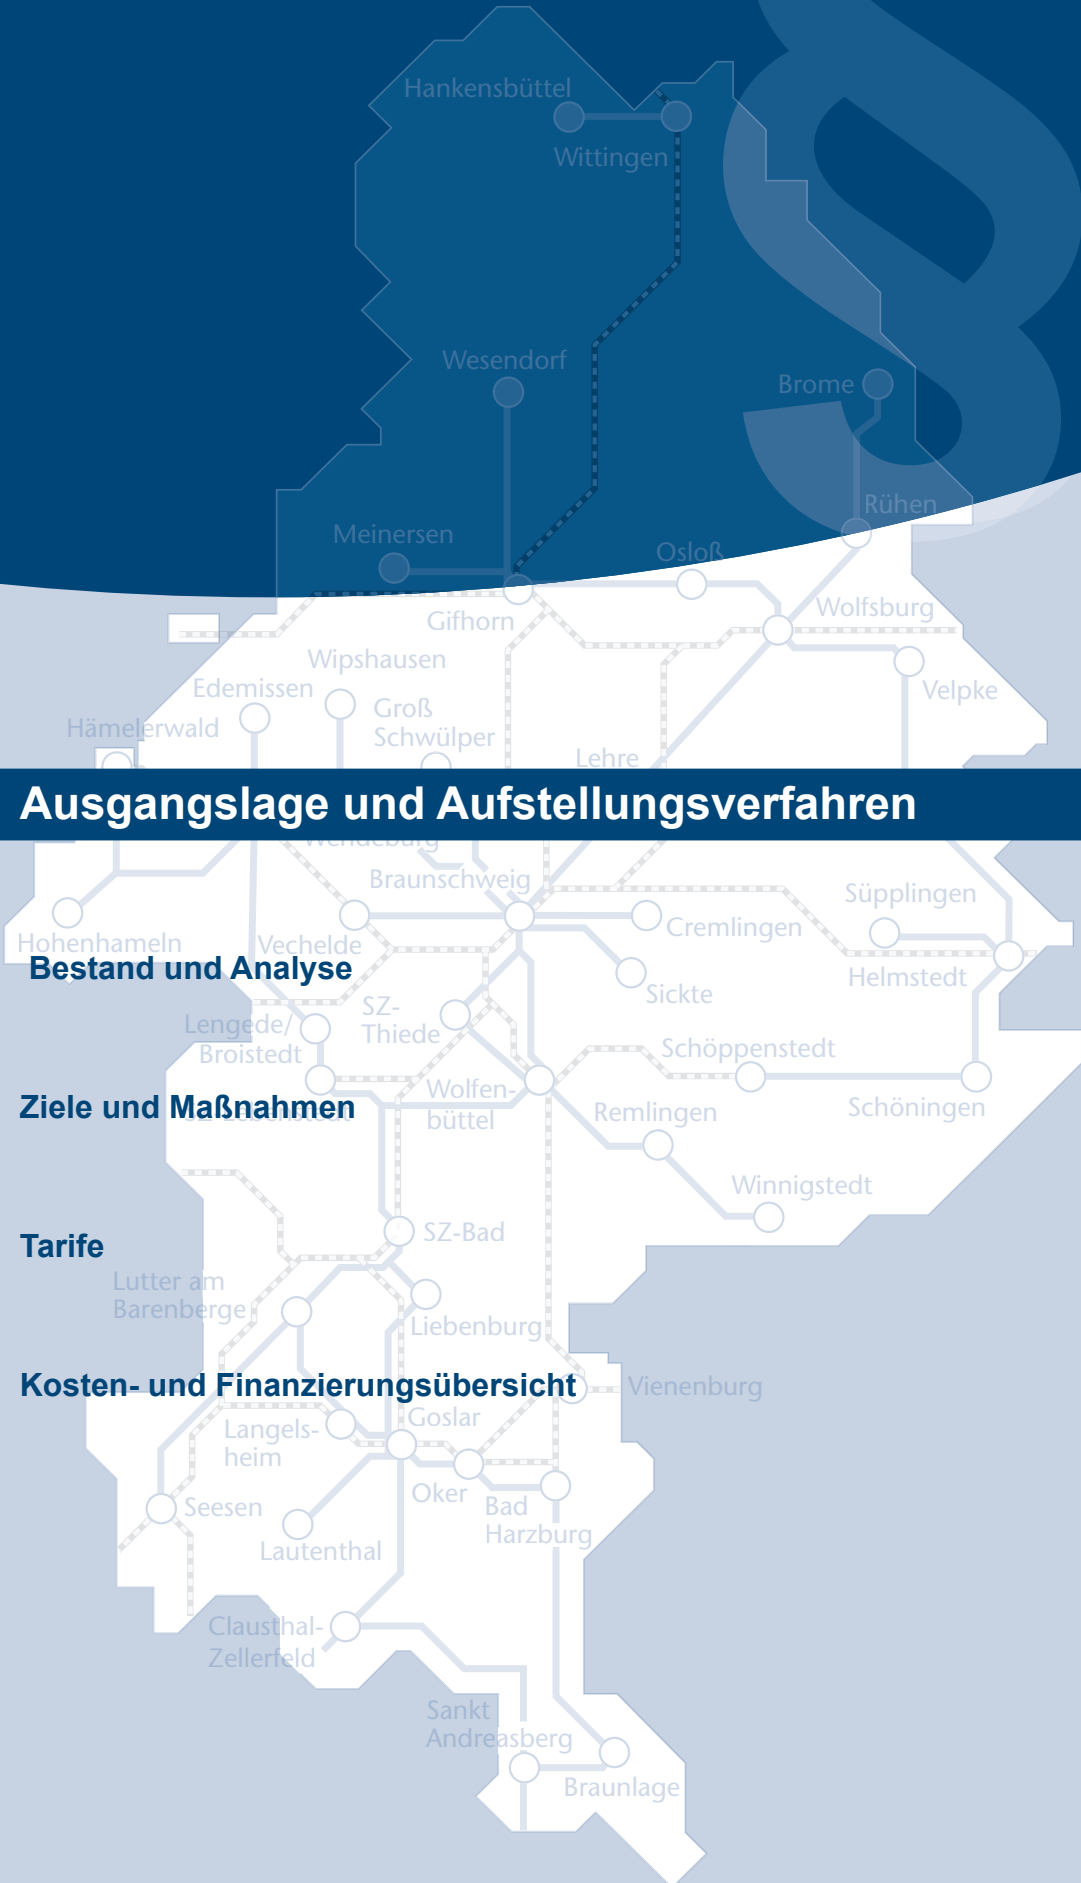 §
Hankensbüttel
Wittingen
Wesendorf
Brome
Rühen
Meinersen
Osloß
Gifhorn
Wolfsburg
Wipshausen
Edemissen
Velpke
Groß
Schwülper
Hämelerwald
Lehre
Ausgangslage und Aufstellungsverfahren
Wendeburg
Braunschweig
Süpplingen
Cremlingen
Hohenhameln
Vechelde
Bestand und Analyse
Helmstedt
Sickte
SZ-
Thiede
Lengede/
Broistedt
Schöppenstedt
Wolfen-
büttel
Ziele und Maßnahmen
SZ-Lebenstedt
Remlingen
Schöningen
Winnigstedt
SZ-Bad
Tarife
Lutter am
Barenberge
Liebenburg
Kosten- und Finanzierungsübersicht
Vienenburg
Goslar
Langels-
heim
Oker
Bad
Harzburg
Seesen
Lautenthal
Clausthal-
Zellerfeld
Sankt
Andreasberg
Braunlage